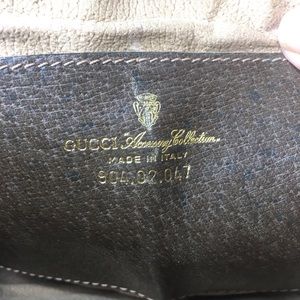 GUCCI Accessory Collection
MADE IN ITALY
904.02.047